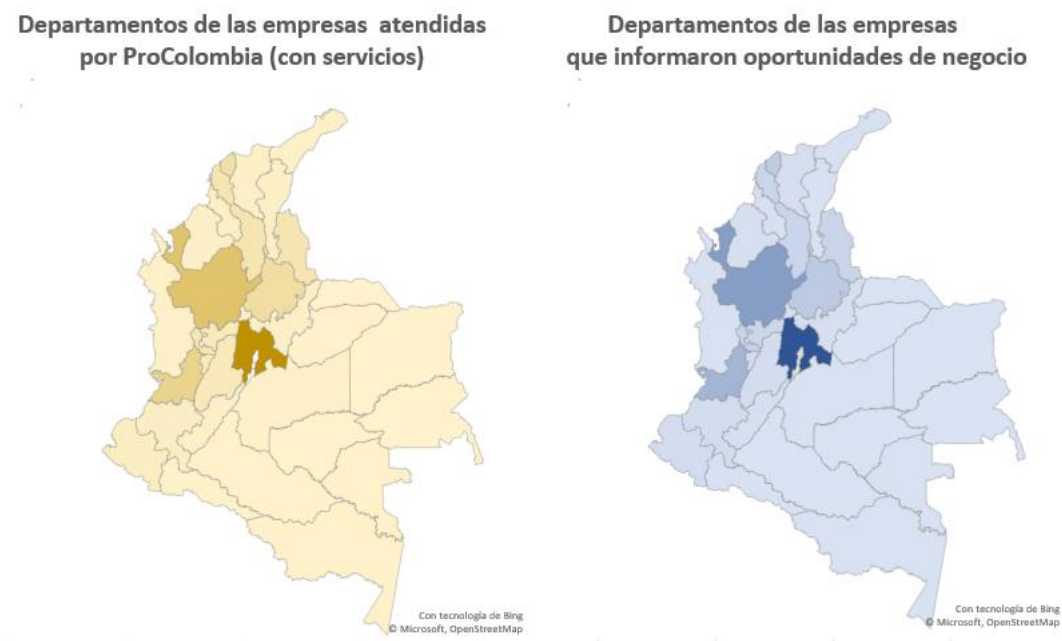 Departamentos de las empresas atendidas
por ProColombia (con servicios)
Departamentos de las empresas
que informaron oportunidades de negocio
Con tecnología de Bing
© Microsoft, OpenStreetMap
Con tecnología de Bing
© Microsoft, OpenStreetMap